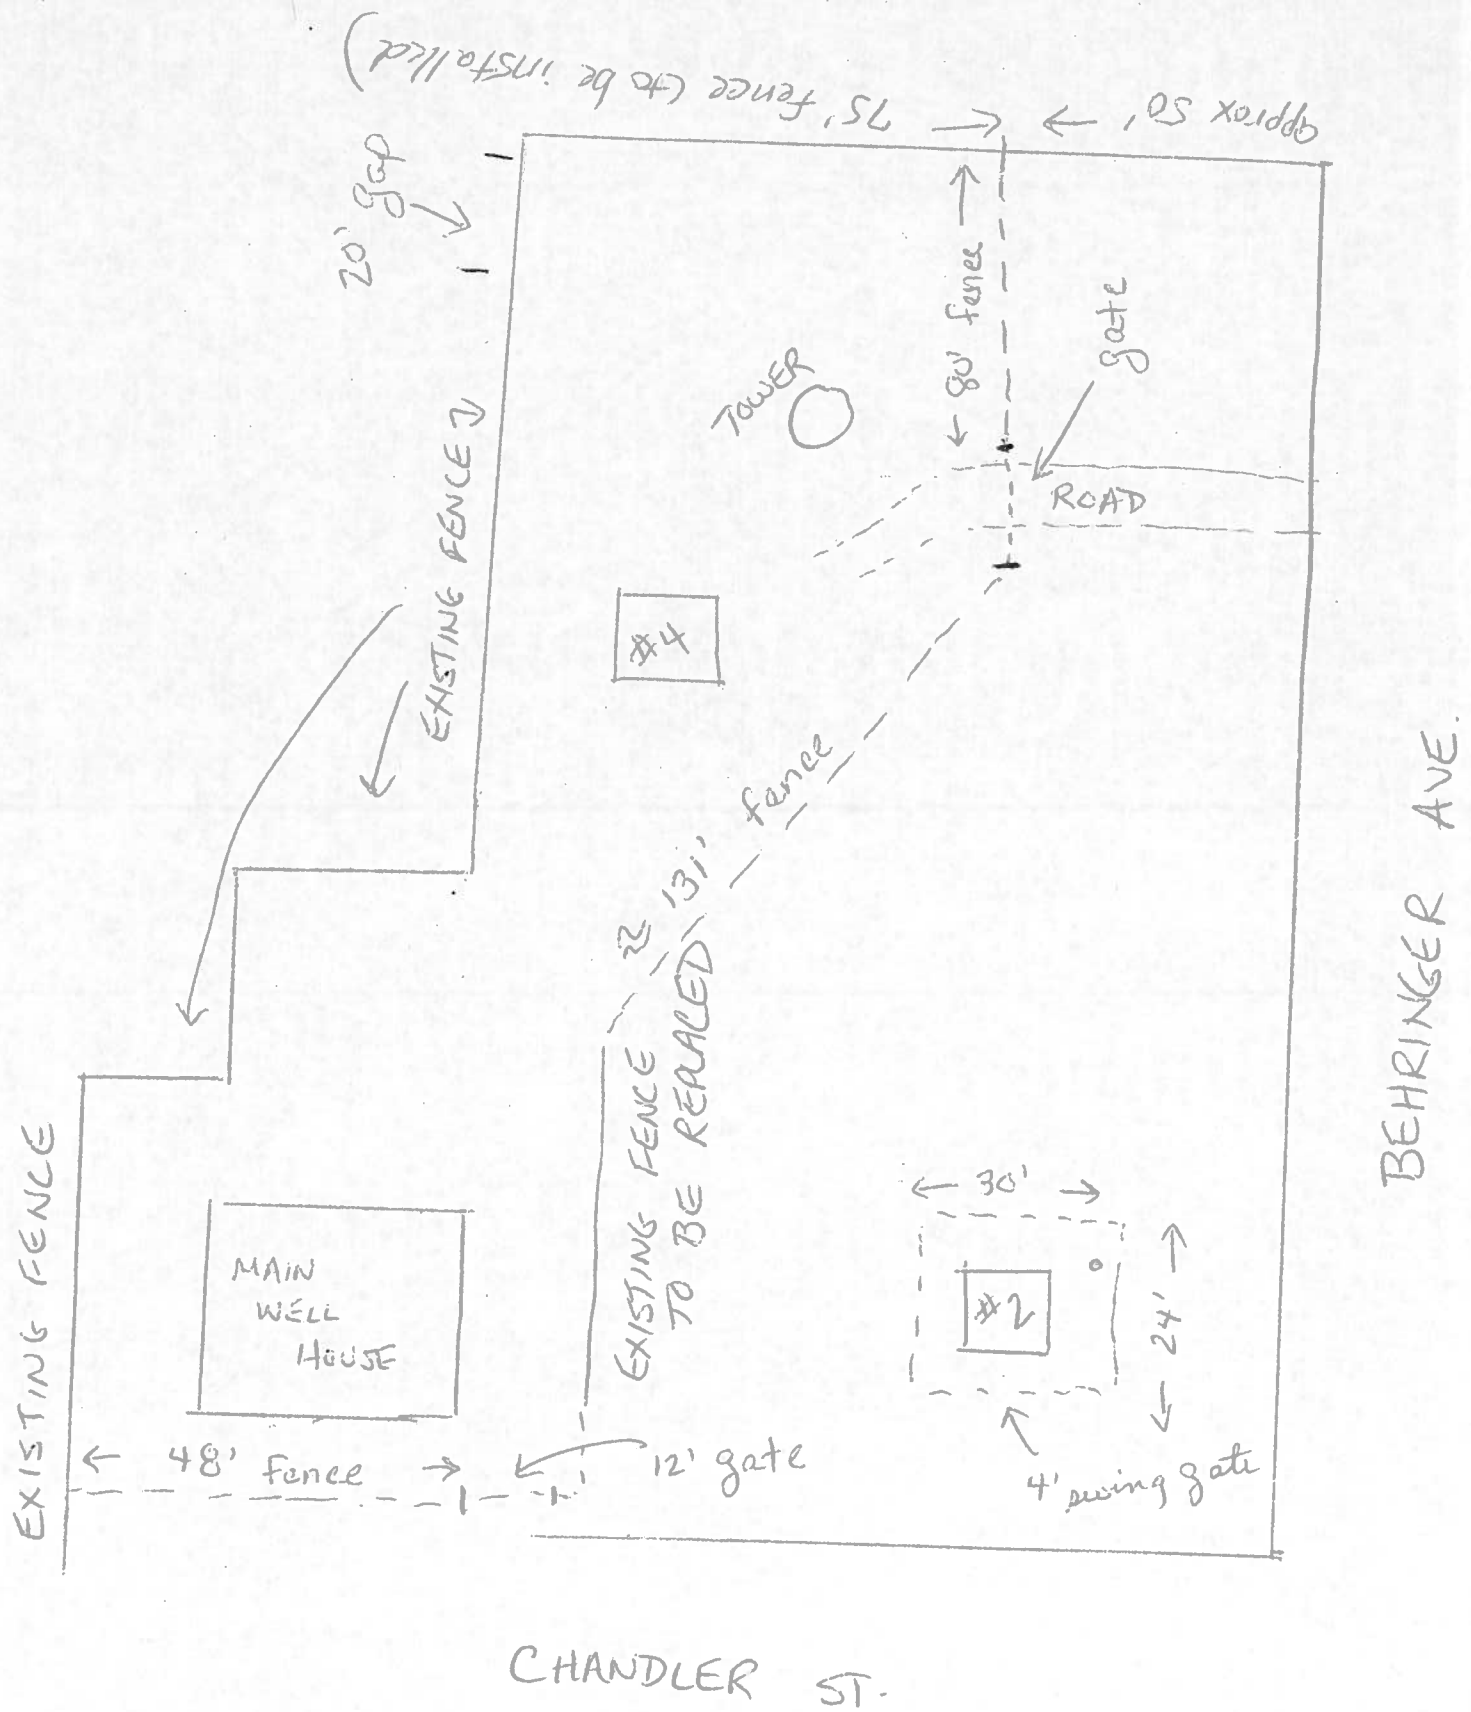 75' fence (to be installed)
approx 50'
20' gap
80' fence
gate
TOWER
EXISTING FENCE
ROAD
#4
131' fence
EXISTING FENCE
TO BE REPLACED
BEHRINGER AVE.
EXISTING FENCE
30'
MAIN
WELL
HOUSE
#2
24'
48' fence
12' gate
4' swing gate
CHANDLER ST.